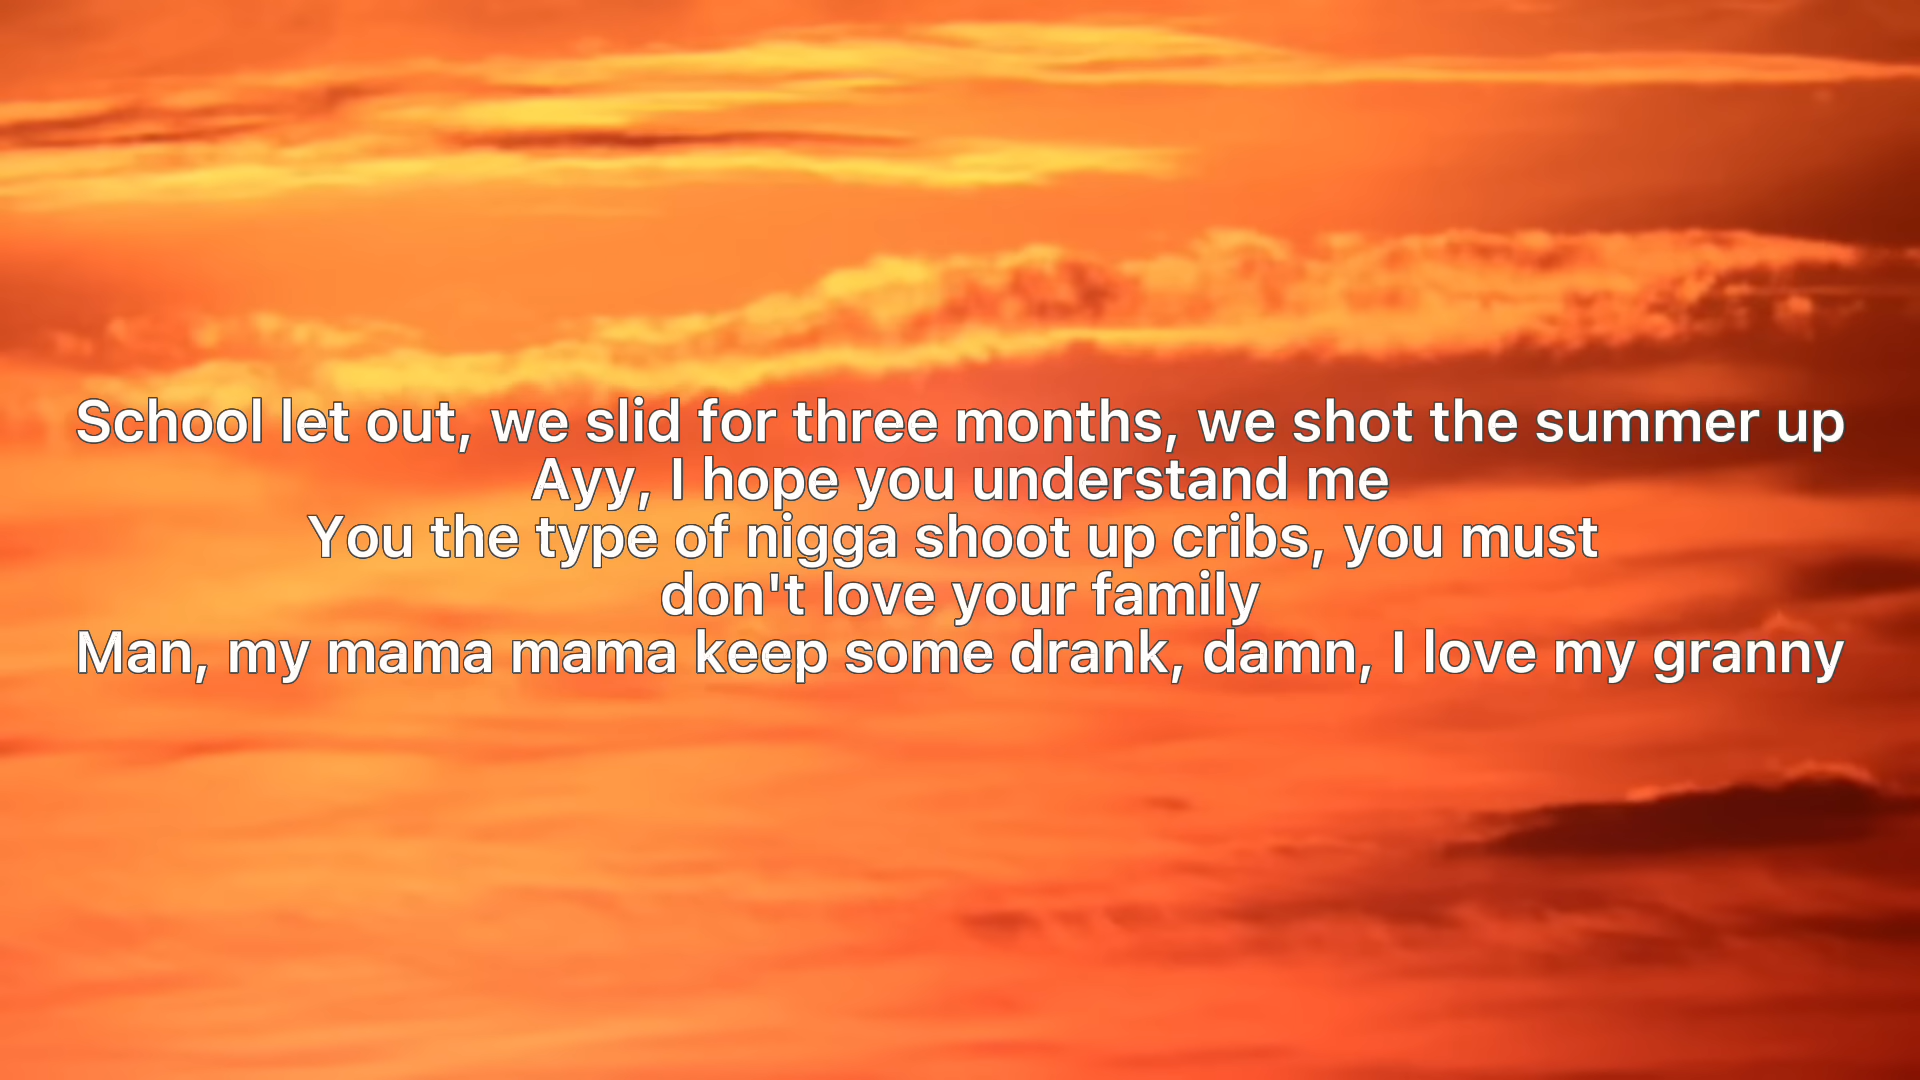 School let out, we slid for three months, we shot the summer up
Ayy, I hope you understand me
You the type of nigga shoot up cribs, you must
don't love your family
Man, my mama mama keep some drank, damn, I love my granny